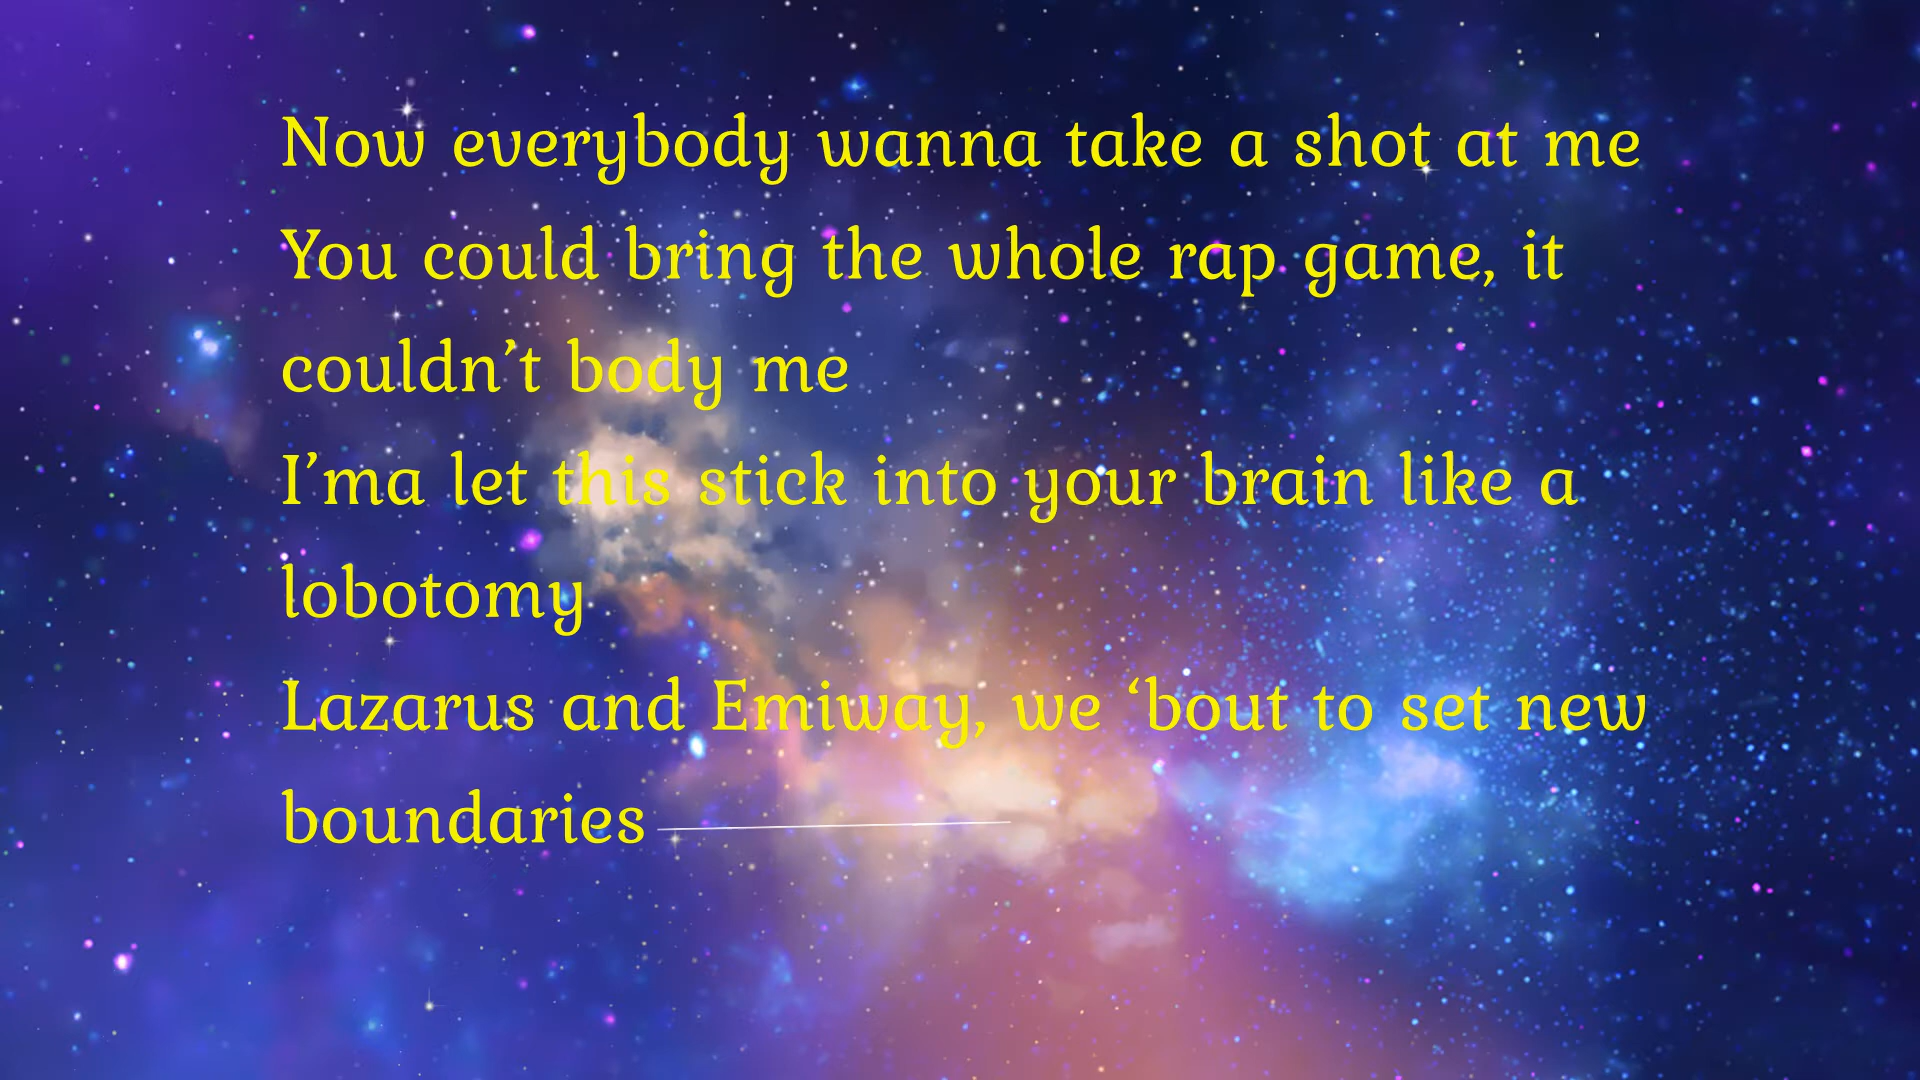 Now everybody wanna take a shot at me
You could bring the whole rap game, it
couldn’t body me
I’ma let this stick into your brain like a
lobotomy
Lazarus and Emiway, we ‘bout to set new
boundaries